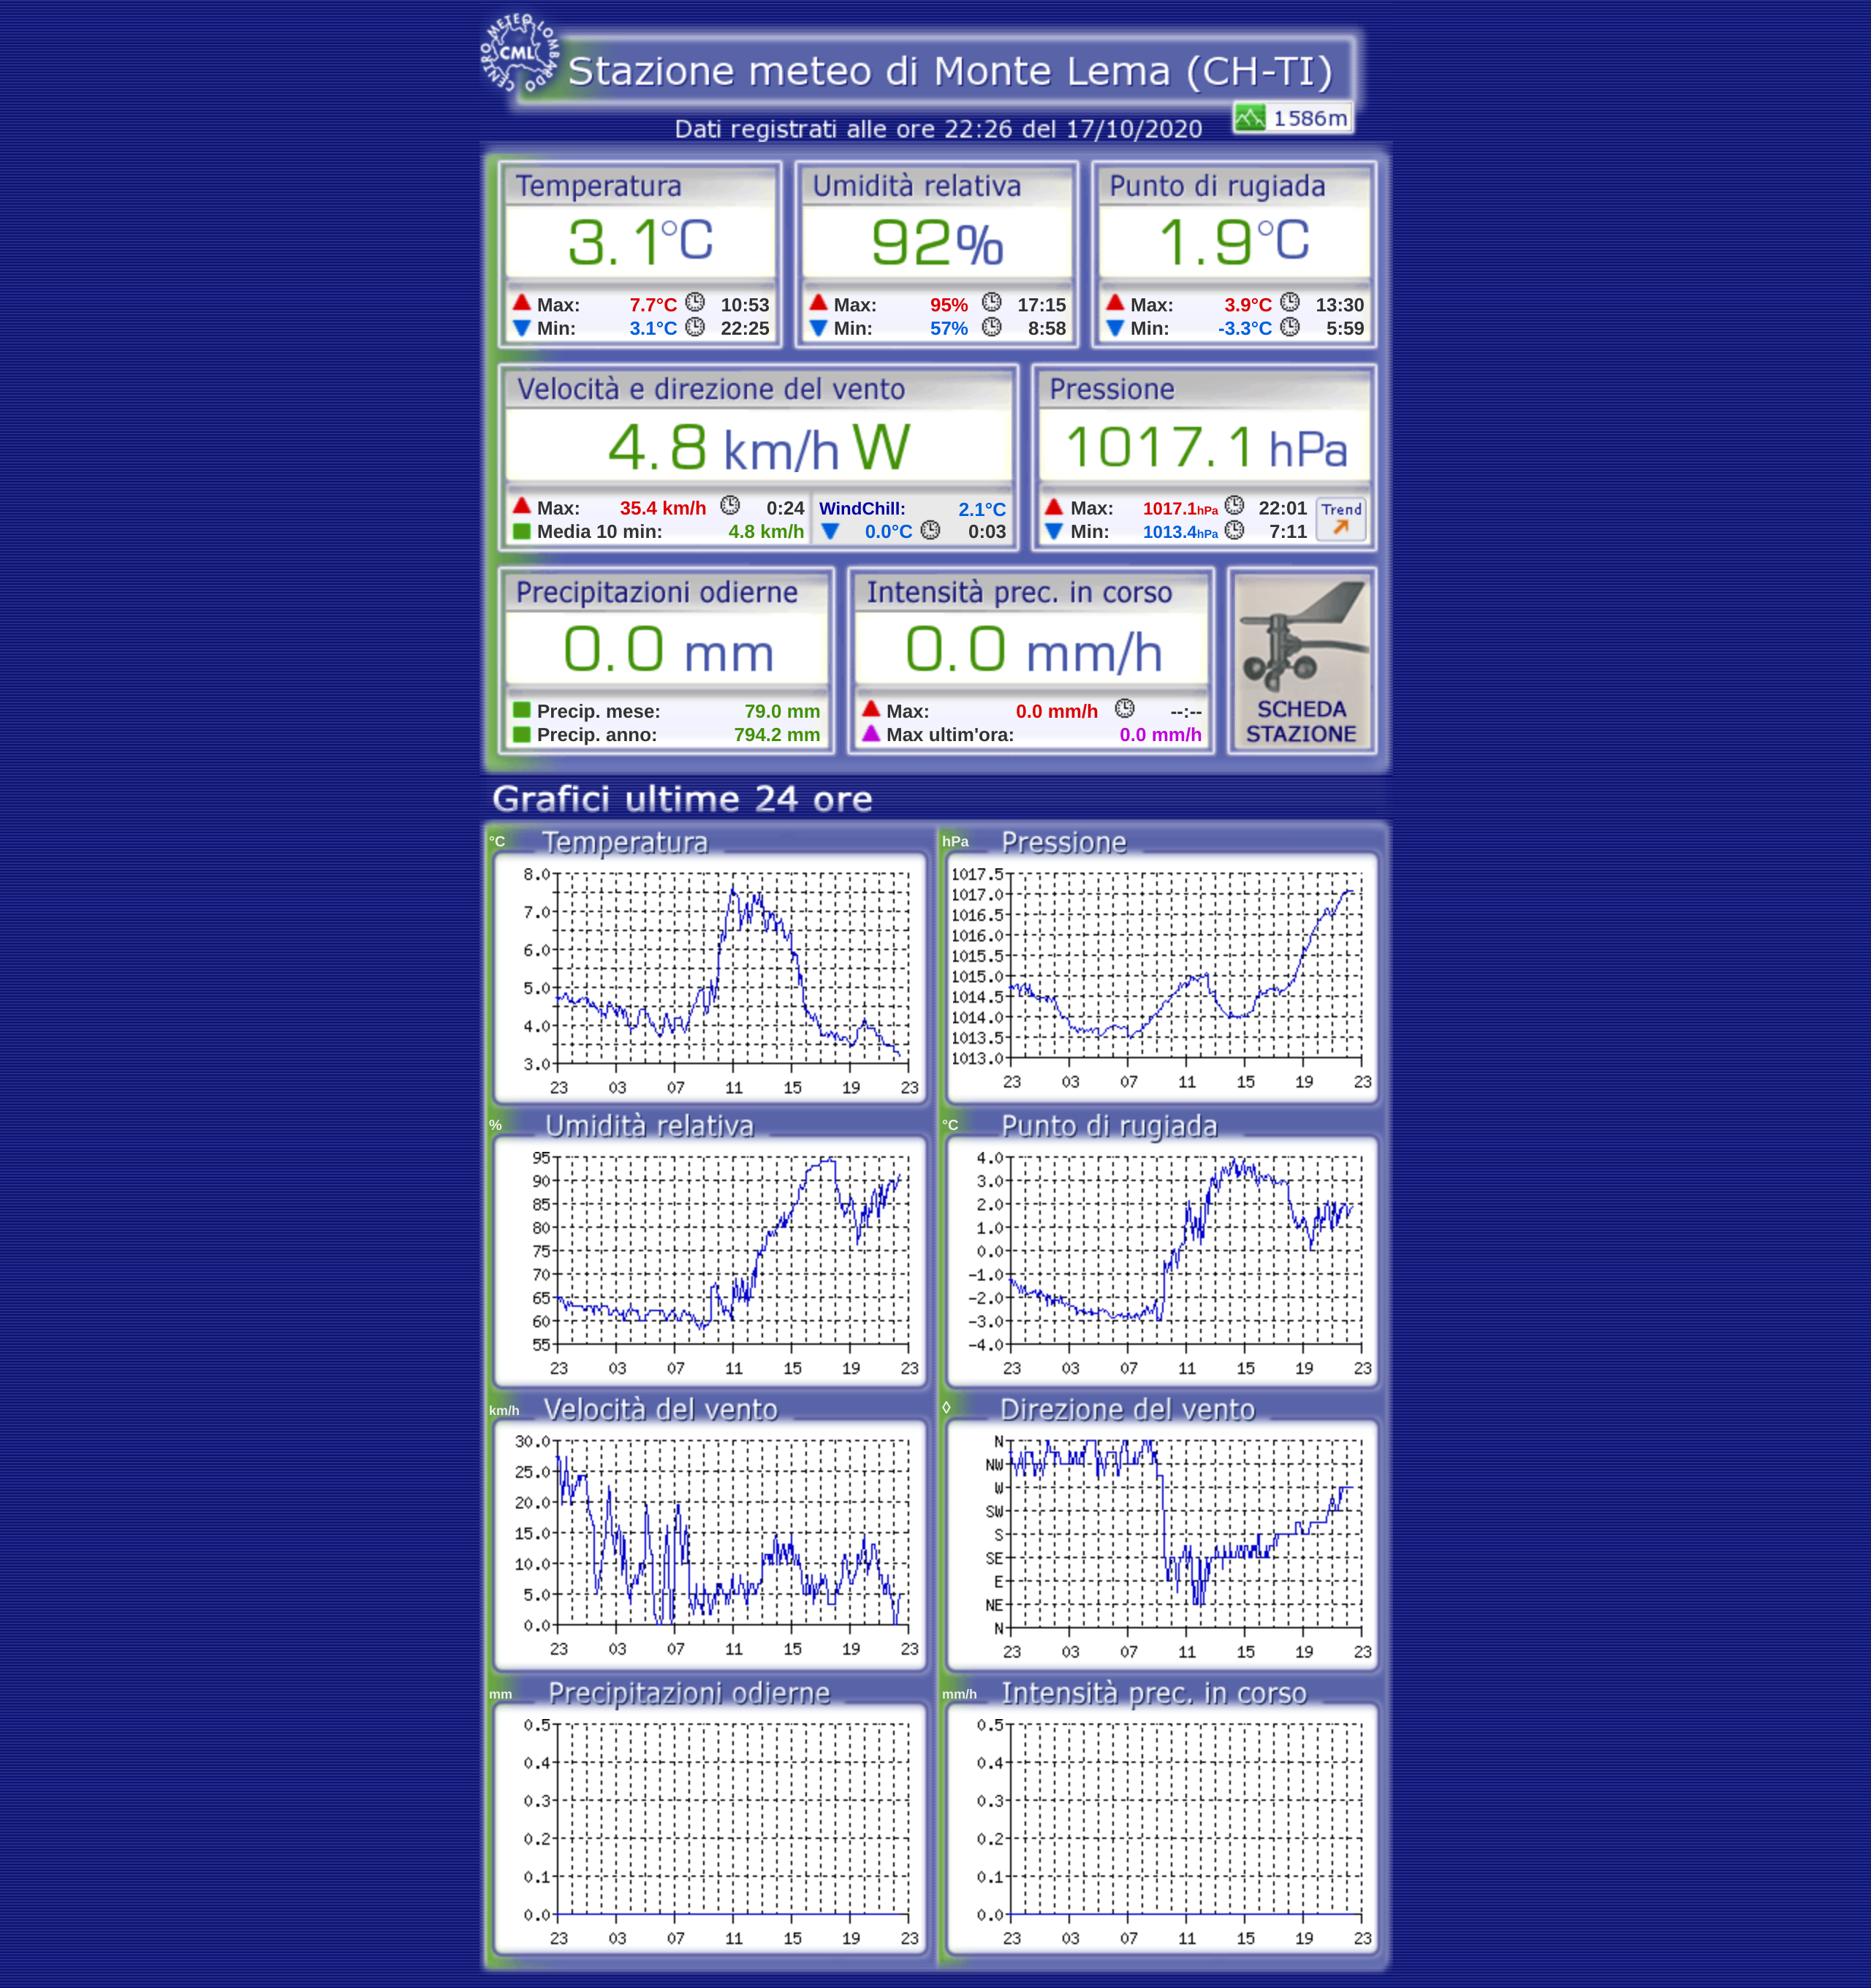 CENTRO METEO LOMBARDO
CML
Stazione meteo di Monte Lema (CH-TI)
1586m
Dati registrati alle ore 22:26 del 17/10/2020
Temperatura
3.1°C
Max: 7.7°C 10:53
Min: 3.1°C 22:25
Umidità relativa
92%
Max: 95% 17:15
Min: 57% 8:58
Punto di rugiada
1.9°C
Max: 3.9°C 13:30
Min: -3.3°C 5:59
Velocità e direzione del vento
4.8 km/h W
Max: 35.4 km/h 0:24
Media 10 min: 4.8 km/h
WindChill: 2.1°C
0.0°C 0:03
Pressione
1017.1 hPa
Max: 1017.1hPa 22:01
Min: 1013.4hPa 7:11
Trend
Precipitazioni odierne
0.0 mm
Precip. mese: 79.0 mm
Precip. anno: 794.2 mm
Intensità prec. in corso
0.0 mm/h
Max: 0.0 mm/h --:--
Max ultim'ora: 0.0 mm/h
SCHEDA
STAZIONE
Grafici ultime 24 ore
°C Temperatura
8.0
7.0
6.0
5.0
4.0
3.0
23 03 07 11 15 19 23
hPa Pressione
1017.5
1017.0
1016.5
1016.0
1015.5
1015.0
1014.5
1014.0
1013.5
1013.0
23 03 07 11 15 19 23
% Umidità relativa
95
90
85
80
75
70
65
60
55
23 03 07 11 15 19 23
°C Punto di rugiada
4.0
3.0
2.0
1.0
0.0
-1.0
-2.0
-3.0
-4.0
23 03 07 11 15 19 23
km/h Velocità del vento
30.0
25.0
20.0
15.0
10.0
5.0
0.0
23 03 07 11 15 19 23
◊ Direzione del vento
N
NW
W
SW
S
SE
E
NE
N
23 03 07 11 15 19 23
mm Precipitazioni odierne
0.5
0.4
0.3
0.2
0.1
0.0
23 03 07 11 15 19 23
mm/h Intensità prec. in corso
0.5
0.4
0.3
0.2
0.1
0.0
23 03 07 11 15 19 23